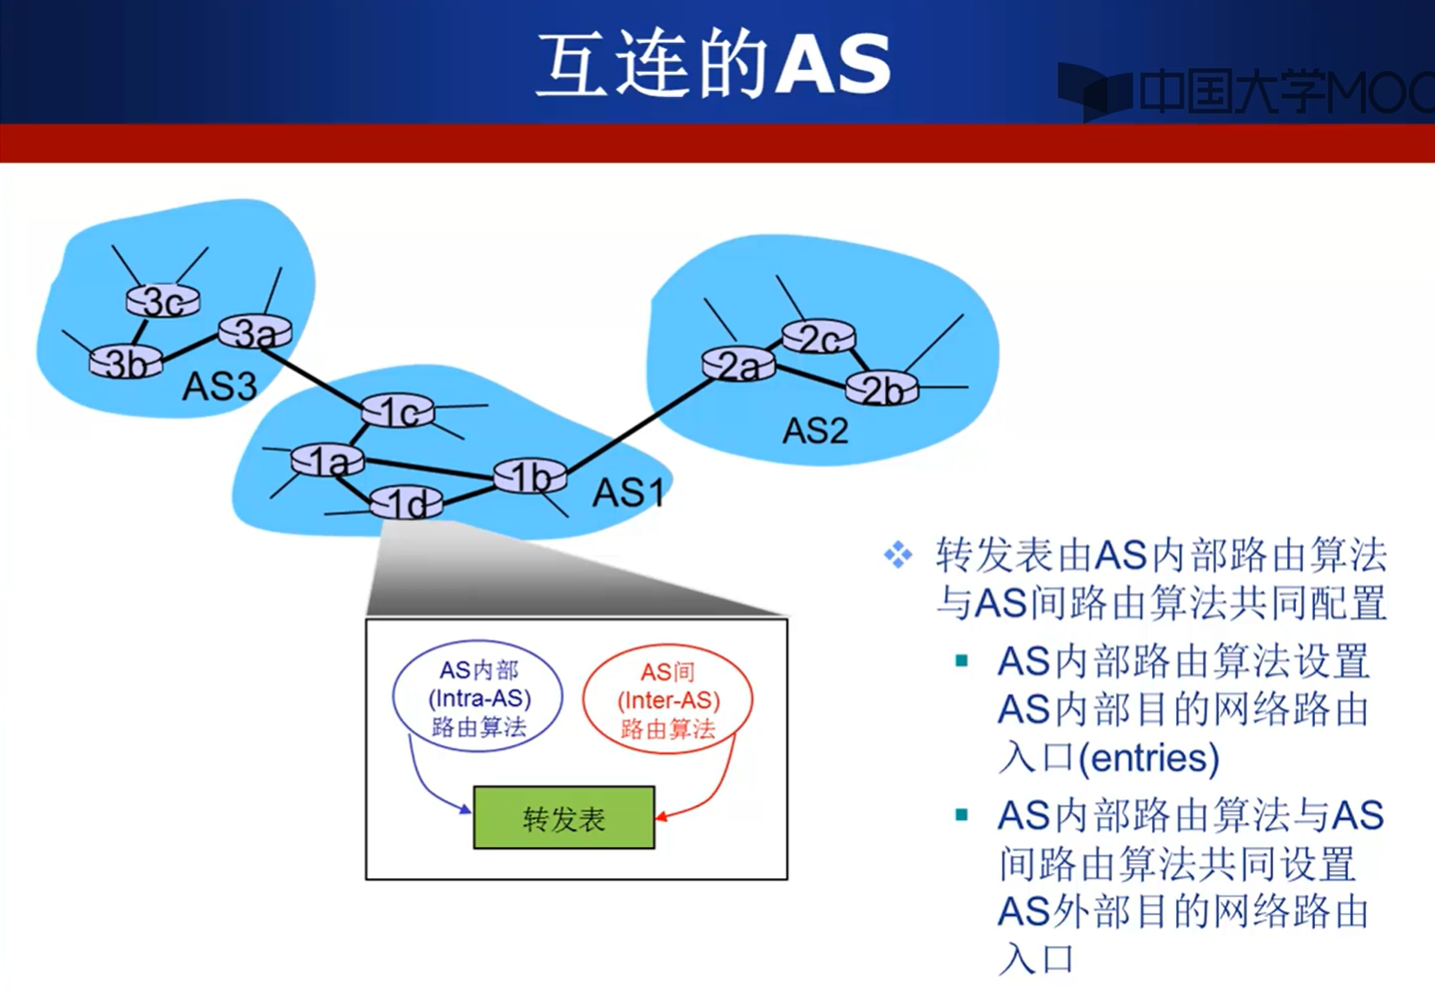 互连的AS
中国大学MOO
3c
3a
3b
AS3
2c
2a
2b
AS2
1c
1a
1b
1d
AS1
AS内部
(Intra-AS)
路由算法
AS间
(Inter-AS)
路由算法
转发表
转发表由AS内部路由算法
与AS间路由算法共同配置
AS内部路由算法设置
AS内部目的网络路由
入口(entries)
AS内部路由算法与AS
间路由算法共同设置
AS外部目的网络路由
入口